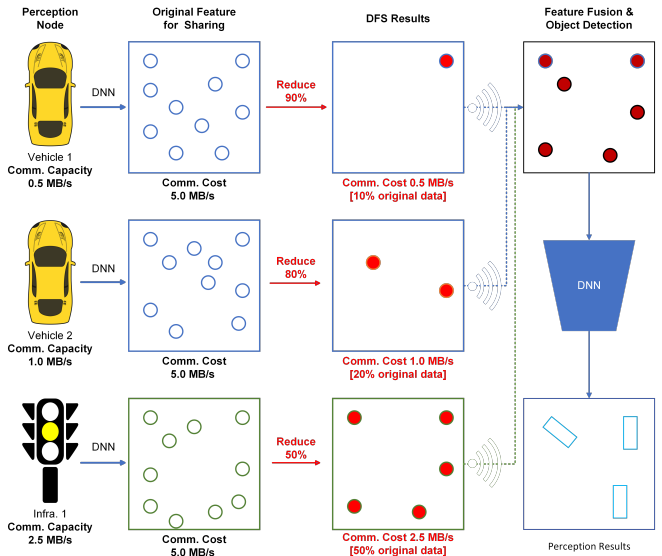 Perception
Node
Original Feature
for Sharing
DFS Results
Feature Fusion &
Object Detection
DNN
Reduce
90%
Vehicle 1
Comm. Capacity
0.5 MB/s
Comm. Cost
5.0 MB/s
Comm. Cost 0.5 MB/s
[10% original data]
DNN
Reduce
80%
DNN
Vehicle 2
Comm. Capacity
1.0 MB/s
Comm. Cost
5.0 MB/s
Comm. Cost 1.0 MB/s
[20% original data]
DNN
Reduce
50%
Infra. 1
Comm. Capacity
2.5 MB/s
Comm. Cost
5.0 MB/s
Comm. Cost 2.5 MB/s
[50% original data]
Perception Results